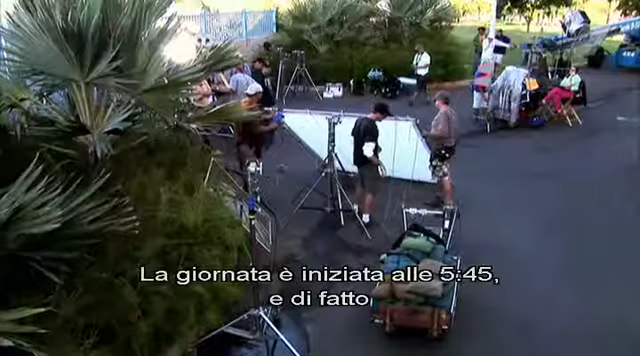 La giornata è iniziata alle 5:45,
e di fatto